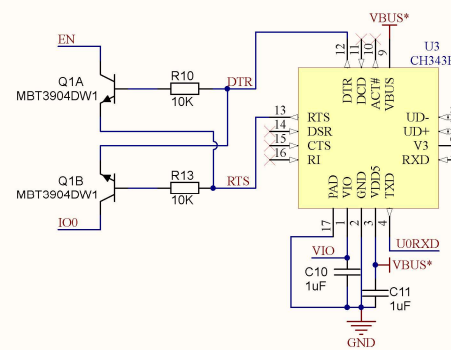 VBUS*
EN
U3
CH343
12
11
10
9
Q1A
MBT3904DW1
R10
10K
DTR
DTR
DCD
ACT#
VBUS
13
RTS
UD-
14
DSR
UD+
15
CTS
V3
16
RI
RXD
Q1B
MBT3904DW1
R13
10K
RTS
PAD
VIO
GND
VDD5
TXD
17
1
2
3
4
IO0
U0RXD
VIO
VBUS*
C10
1uF
C11
1uF
GND